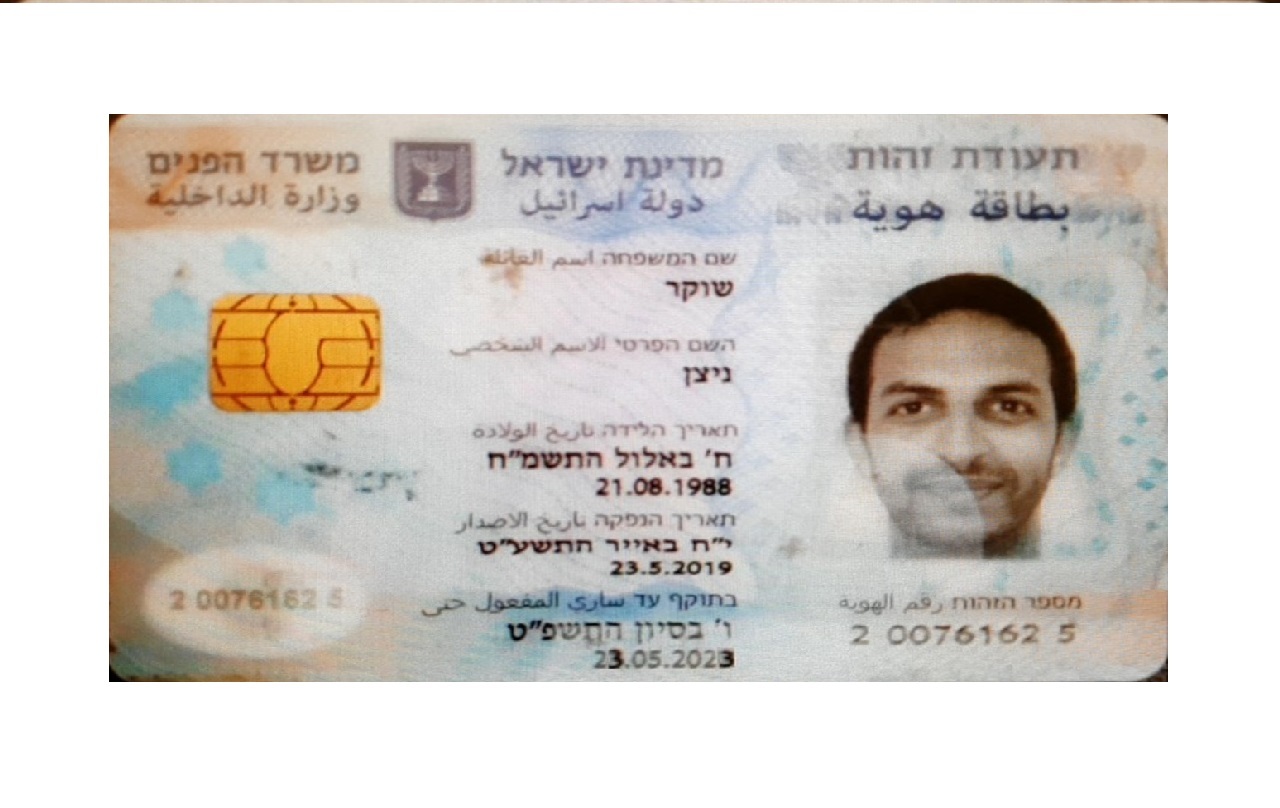 תעודת זהות
بطاقة هوية
מדינת ישראל
دولة اسرائيل
משרד הפנים
وزارة الداخلية
שם המשפחה اسم العائلة
שוקר
השם הפרטי الاسم الشخصي
ניצן
תאריך הלידה تاريخ الولادة
ח' באלול התשמ"ח
21.08.1988
תאריך הנפקה تاريخ الاصدار
י"ח באייר התשע"ט
23.5.2019
בתוקף עד ساري المفعول حتى
ו' בסיון התשפ"ט
23.05.2023
מספר הזהות رقم الهوية
2 0076162 5
2 0076162 5